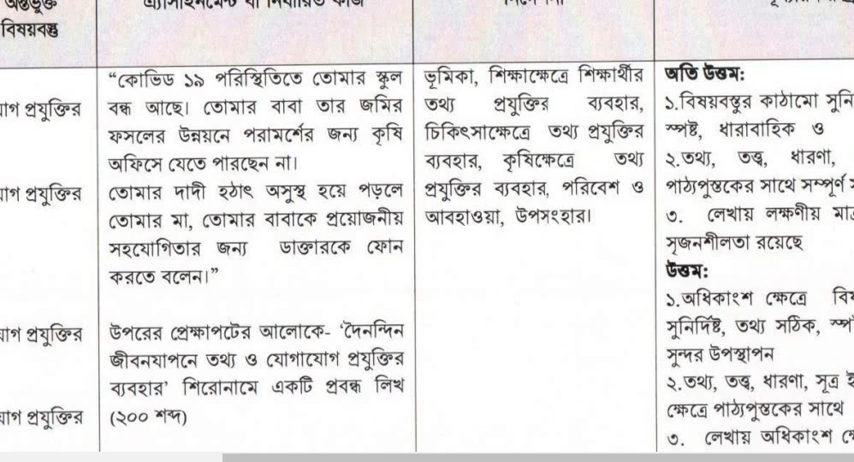 বিষয়বস্তু
যোগ প্রযুক্তির
যোগ প্রযুক্তির
যোগ প্রযুক্তির
যোগ প্রযুক্তির
“কোভিড ১৯ পরিস্থিতিতে তোমার স্কুল
বন্ধ আছে। তোমার বাবা তার জমির
ফসলের উন্নয়নে পরামর্শের জন্য কৃষি
অফিসে যেতে পারছেন না।
তোমার দাদী হঠাৎ অসুস্থ হয়ে পড়লে
তোমার মা, তোমার বাবাকে প্রয়োজনীয়
সহযোগিতার জন্য ডাক্তারকে ফোন
করতে বলেন।”
উপরের প্রেক্ষাপটের আলোকে- ‘দৈনন্দিন
জীবনযাপনে তথ্য ও যোগাযোগ প্রযুক্তির
ব্যবহার’ শিরোনামে একটি প্রবন্ধ লিখ
(২০০ শব্দ)
ভূমিকা, শিক্ষাক্ষেত্রে শিক্ষার্থীর
তথ্য প্রযুক্তির ব্যবহার,
চিকিৎসাক্ষেত্রে তথ্য প্রযুক্তির
ব্যবহার, কৃষিক্ষেত্রে তথ্য
প্রযুক্তির ব্যবহার, পরিবেশ ও
আবহাওয়া, উপসংহার।
অতি উত্তম:
১.বিষয়বস্তুর কাঠামো সুনি
স্পষ্ট, ধারাবাহিক ও
২.তথ্য, তত্ত্ব, ধারণা,
পাঠ্যপুস্তকের সাথে সম্পূর্ণ
৩. লেখায় লক্ষণীয় মাত্
সৃজনশীলতা রয়েছে
উত্তম:
১.অধিকাংশ ক্ষেত্রে বিষ
সুনির্দিষ্ট, তথ্য সঠিক, স্প
সুন্দর উপস্থাপন
২.তথ্য, তত্ত্ব, ধারণা, সূত্র ই
ক্ষেত্রে পাঠ্যপুস্তকের সাথে
৩. লেখায় অধিকাংশ ক্ষে